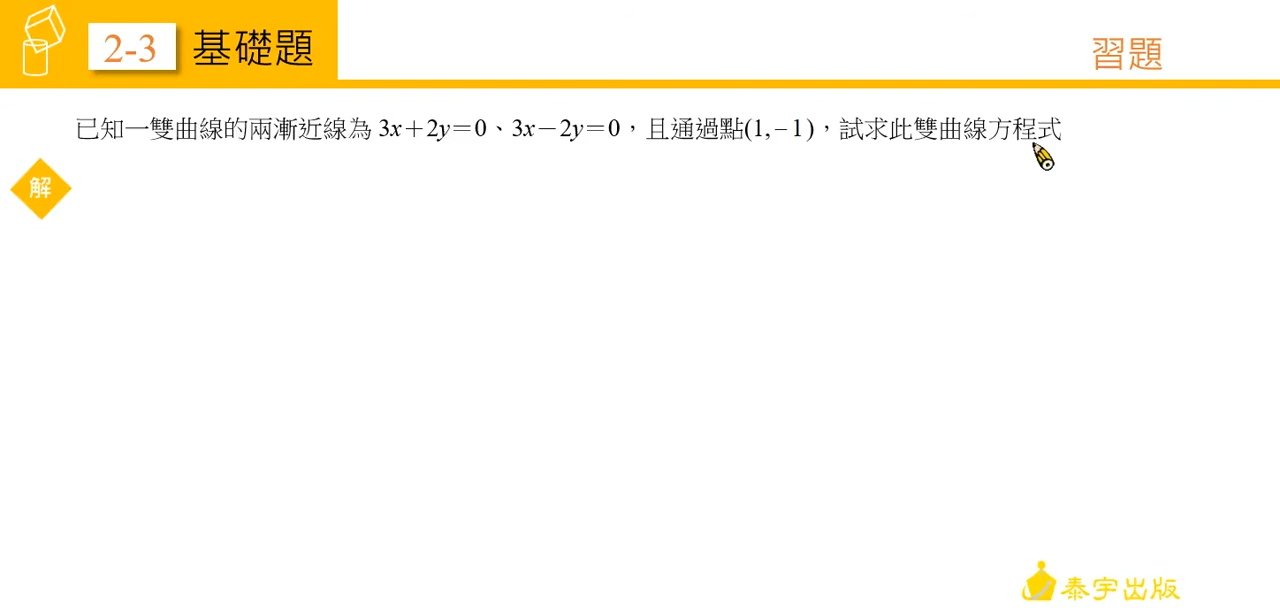 2-3 基礎題
習題
已知一雙曲線的兩漸近線為 3x+2y=0、3x-2y=0，且通過點(1,-1)，試求此雙曲線方程式
解
泰宇出版